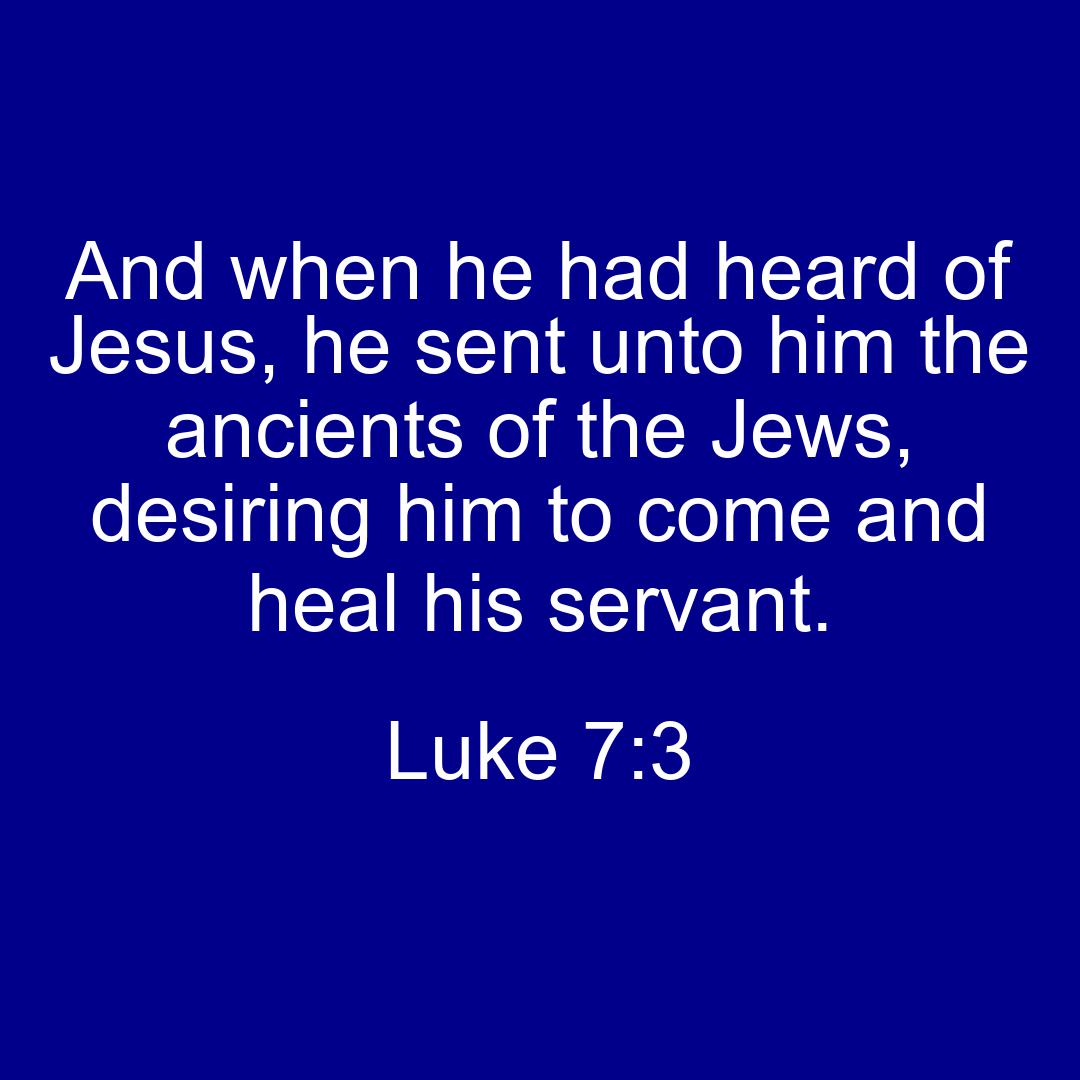 And when he had heard of
Jesus, he sent unto him the
ancients of the Jews,
desiring him to come and
heal his servant.
Luke 7:3